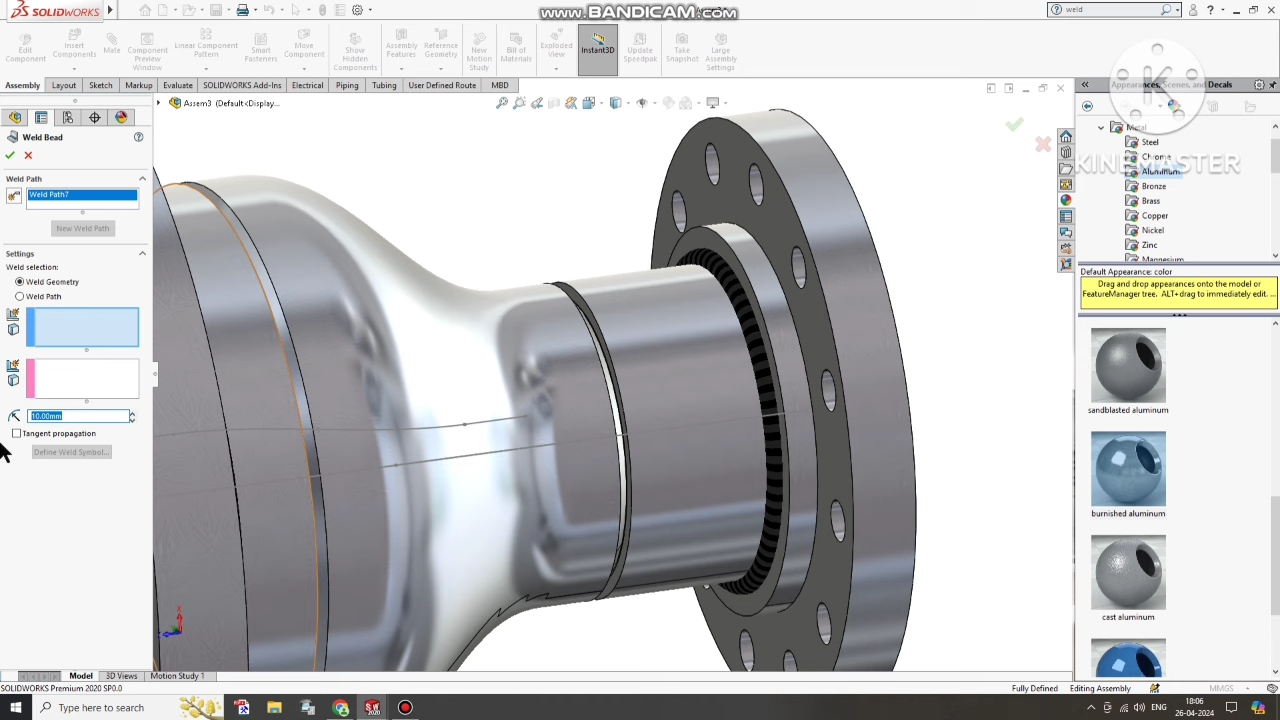 SOLIDWORKS
www.BANDICAM.com
weld
Edit Component
Insert Components
Mate
Component Preview Window
Linear Component Pattern
Smart Fasteners
Move Component
Show Hidden Components
Assembly Features
Reference Geometry
New Motion Study
Bill of Materials
Exploded View
Instant3D
Update Speedpak
Take Snapshot
Large Assembly Settings
Assembly
Layout
Sketch
Markup
Evaluate
SOLIDWORKS Add-Ins
Electrical
Piping
Tubing
User Defined Route
MBD
Appearances, Scenes, and Decals
Assem3 (Default<Display...
K
KINEMASTER
Weld Bead
Weld Path
Weld Path7
New Weld Path
Settings
Weld selection:
Weld Geometry
Weld Path
10.00mm
Tangent propagation
Define Weld Symbol...
Metal
Steel
Chrome
Aluminum
Bronze
Brass
Copper
Nickel
Zinc
Magnesium
Default Appearance: color
Drag and drop appearances onto the model or
FeatureManager tree. ALT+drag to immediately edit. ...
sandblasted aluminum
burnished aluminum
cast aluminum
X
Model
3D Views
Motion Study 1
SOLIDWORKS Premium 2020 SP0.0
Fully Defined
Editing Assembly
MMGS
Type here to search
SW
2020
ENG
18:06
26-04-2024